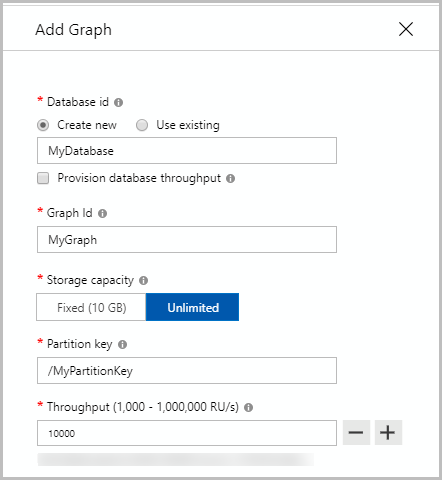 Add Graph
* Database id
Create new Use existing
MyDatabase
Provision database throughput
* Graph Id
MyGraph
* Storage capacity
Fixed (10 GB) Unlimited
* Partition key
/MyPartitionKey
* Throughput (1,000 - 1,000,000 RU/s)
10000